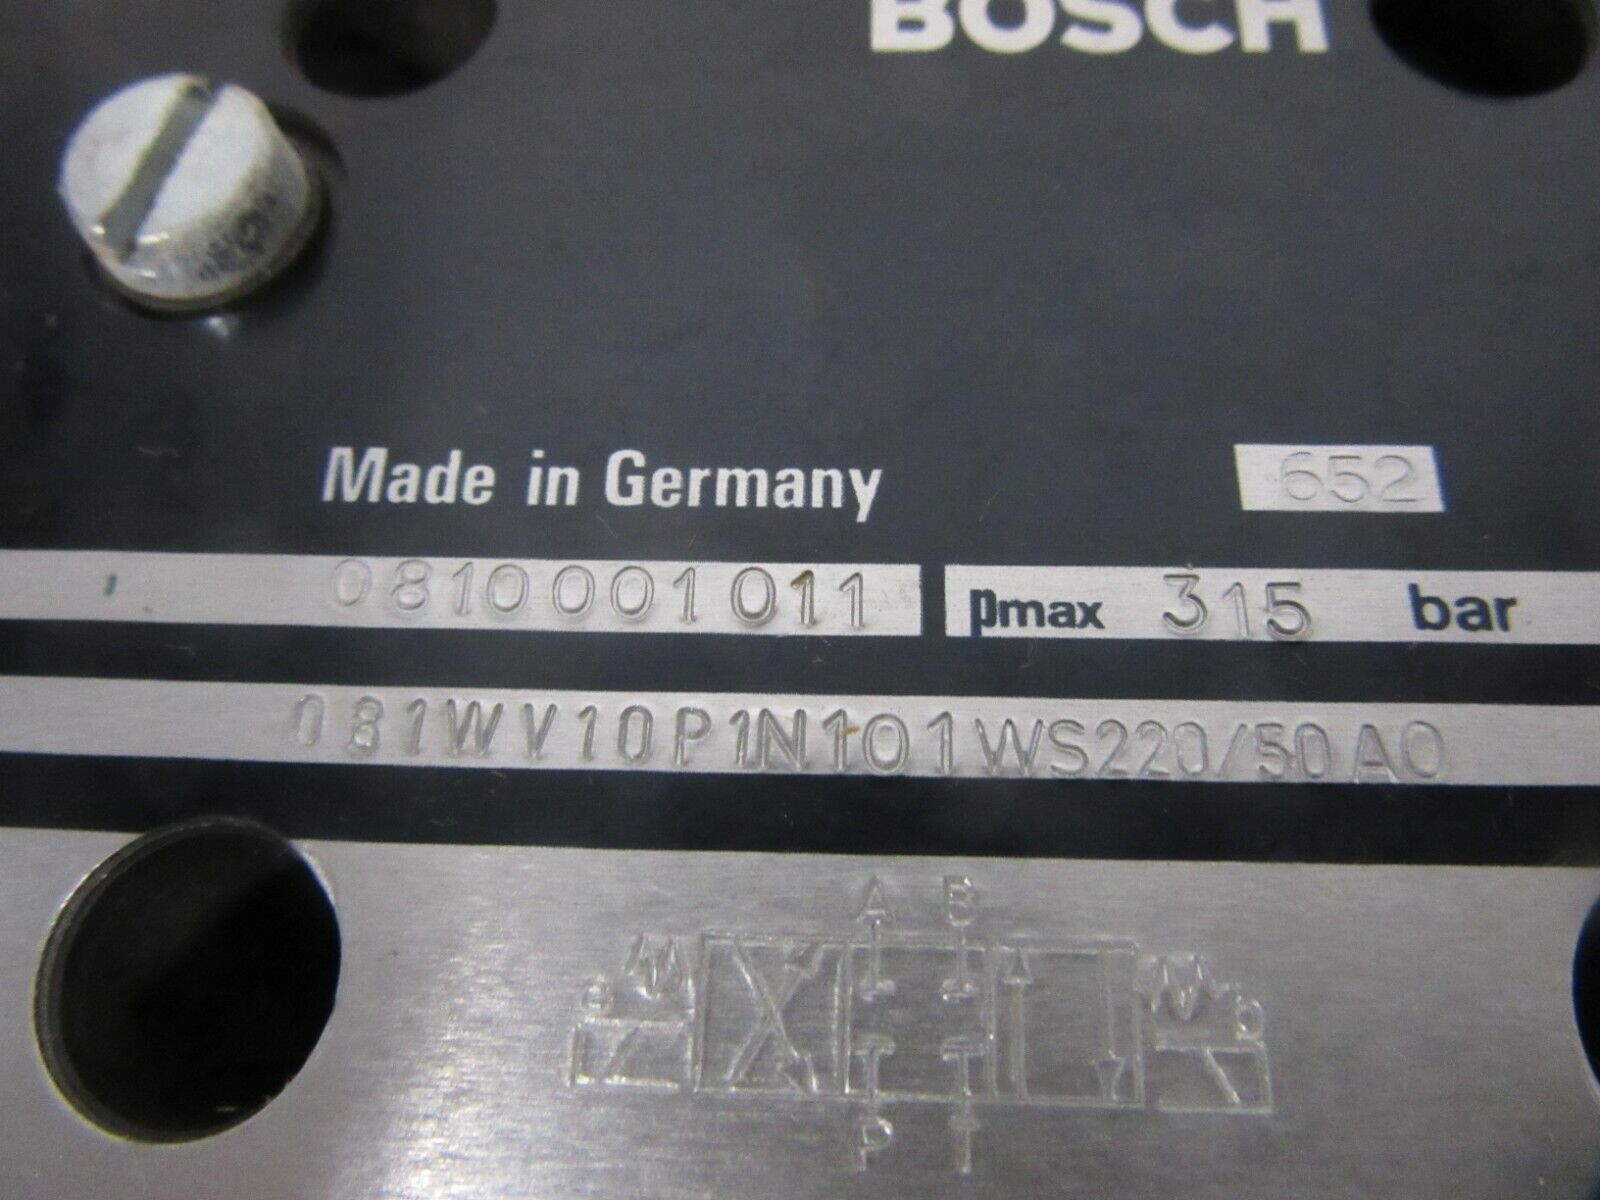 BOSCH
Made in Germany 652
0810001011 pmax 315 bar
081WV10P1N101WS220/50A0
A B
a b
P T